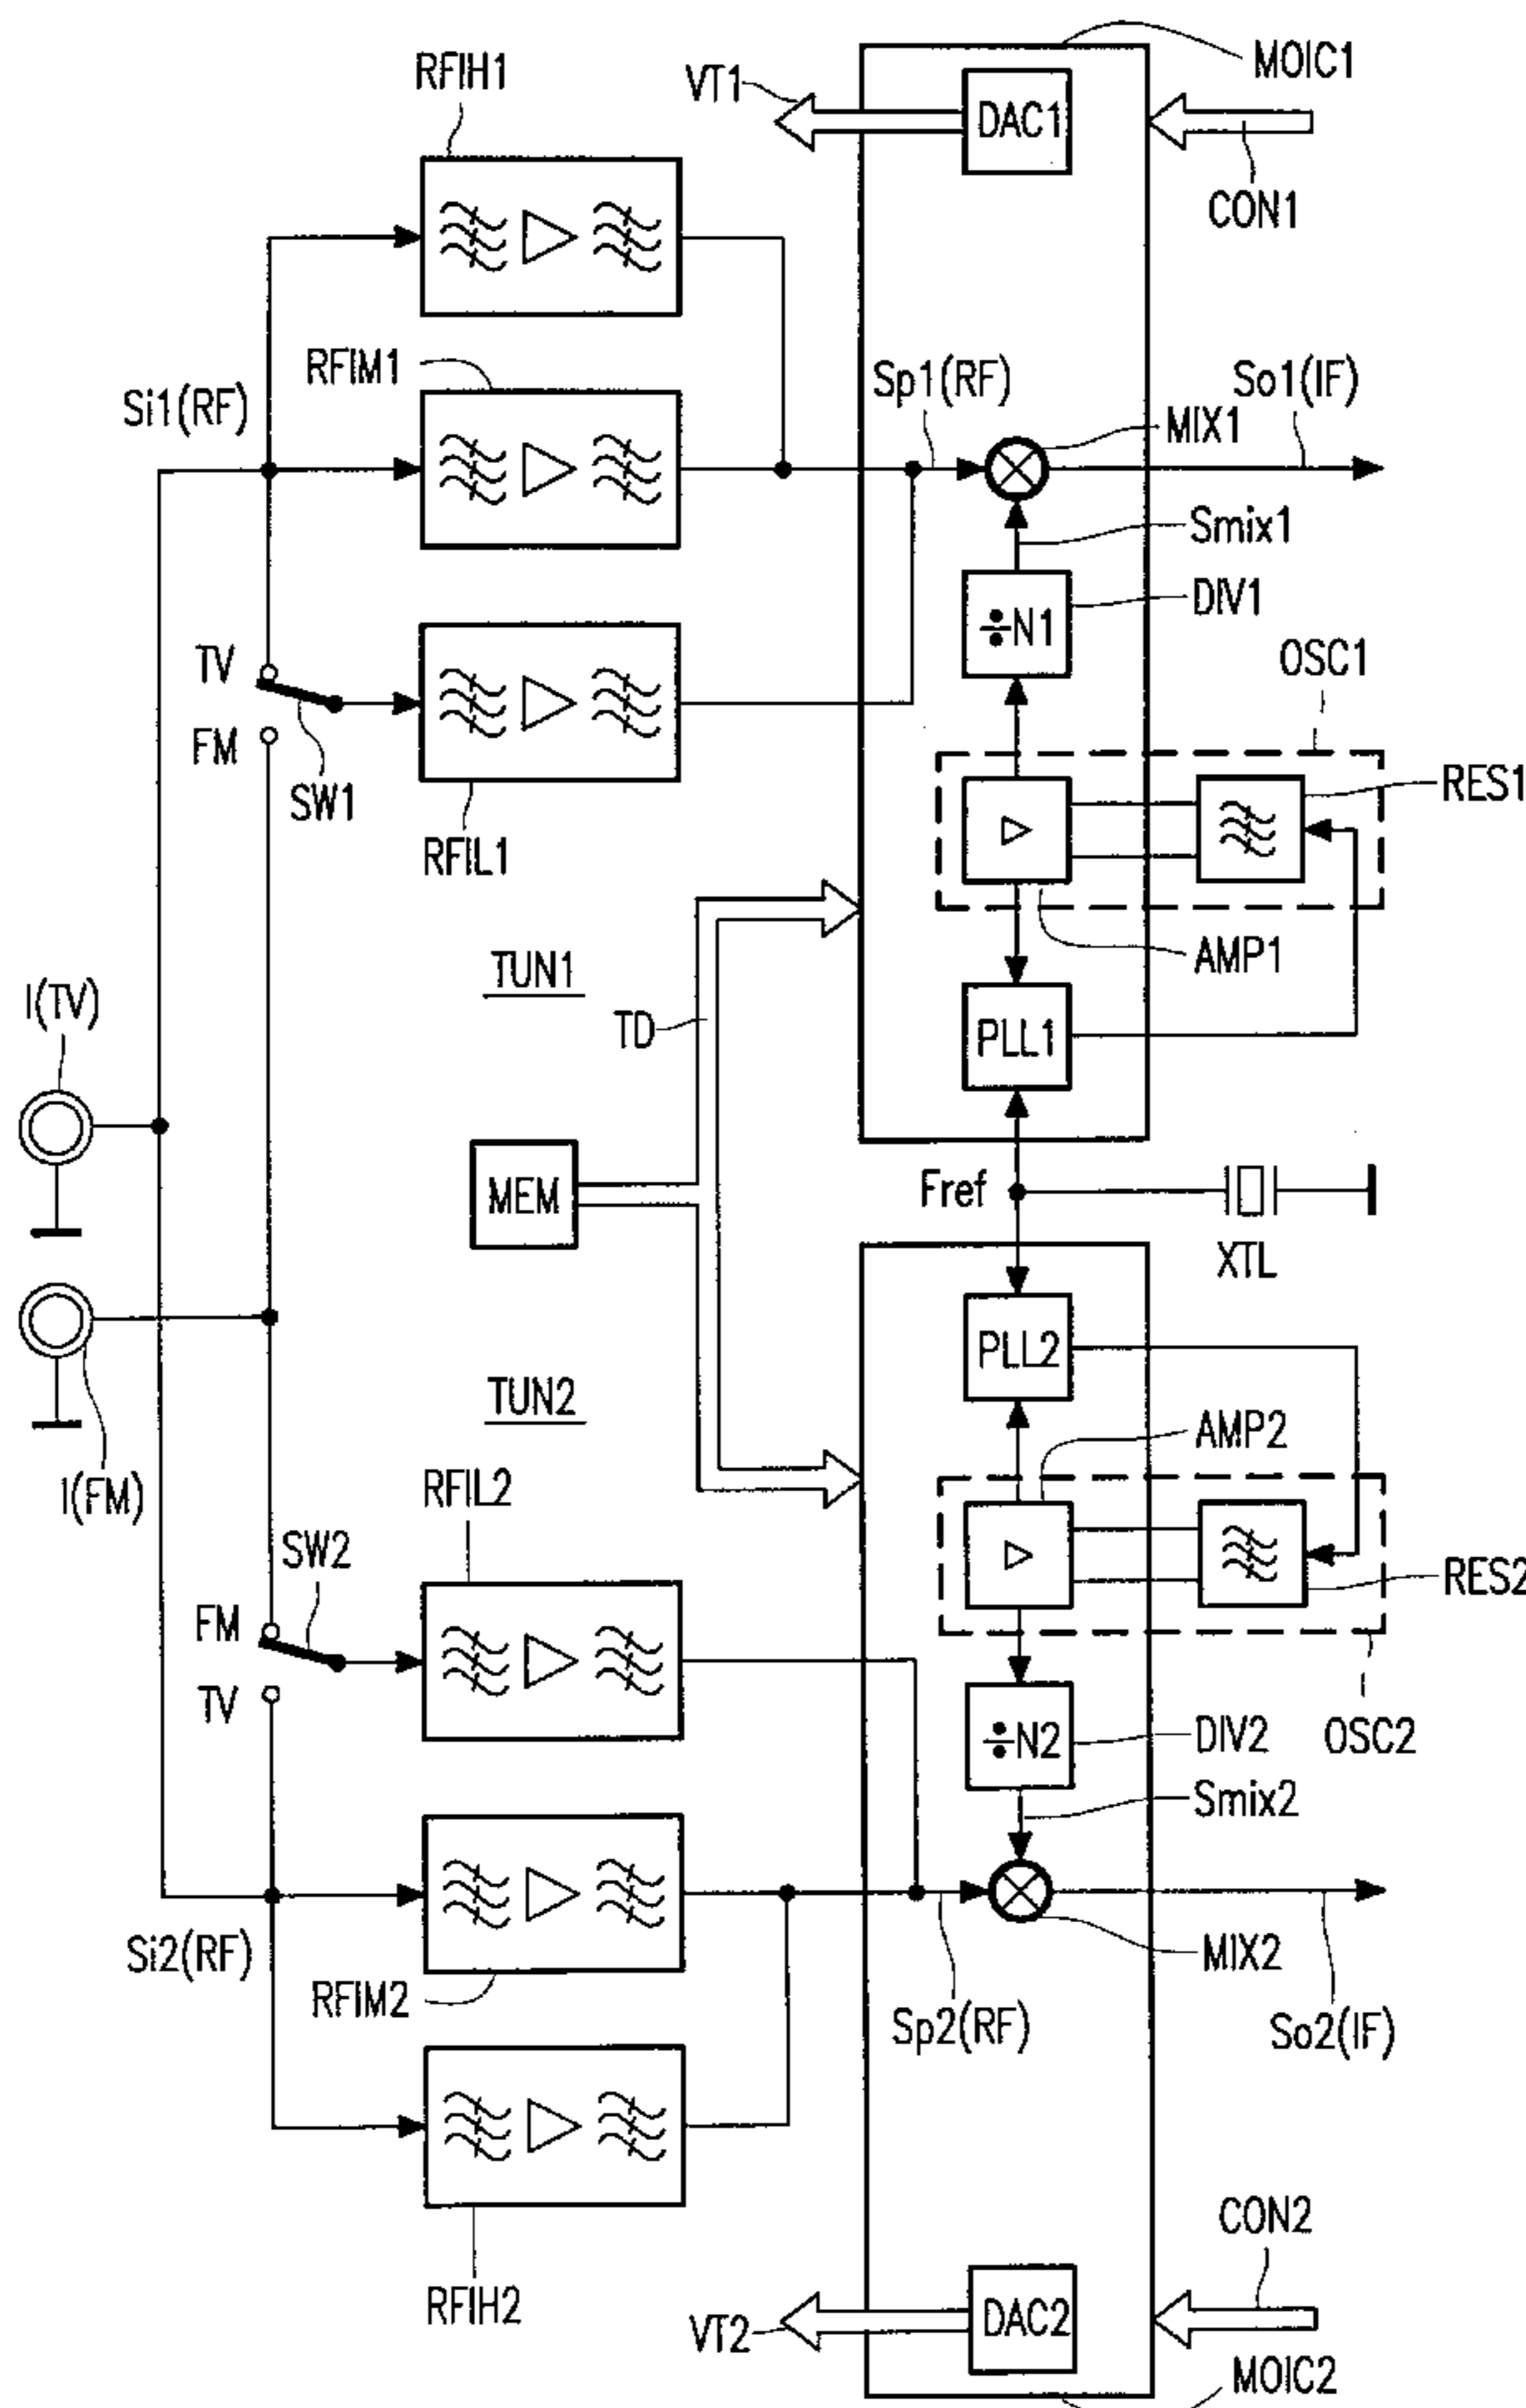 MOIC1
RFIH1
VT1
DAC1
CON1
RFIM1
Si1(RF)
Sp1(RF)
So1(IF)
MIX1
Smix1
÷N1
DIV1
TV
FM
SW1
RFIL1
OSC1
RES1
AMP1
TUN1
TD
PLL1
I(TV)
MEM
Fref
XTL
PLL2
I(FM)
TUN2
AMP2
RFIL2
SW2
FM
TV
RES2
÷N2
DIV2
OSC2
Smix2
Si2(RF)
RFIM2
MIX2
Sp2(RF)
So2(IF)
RFIH2
CON2
VT2
DAC2
MOIC2